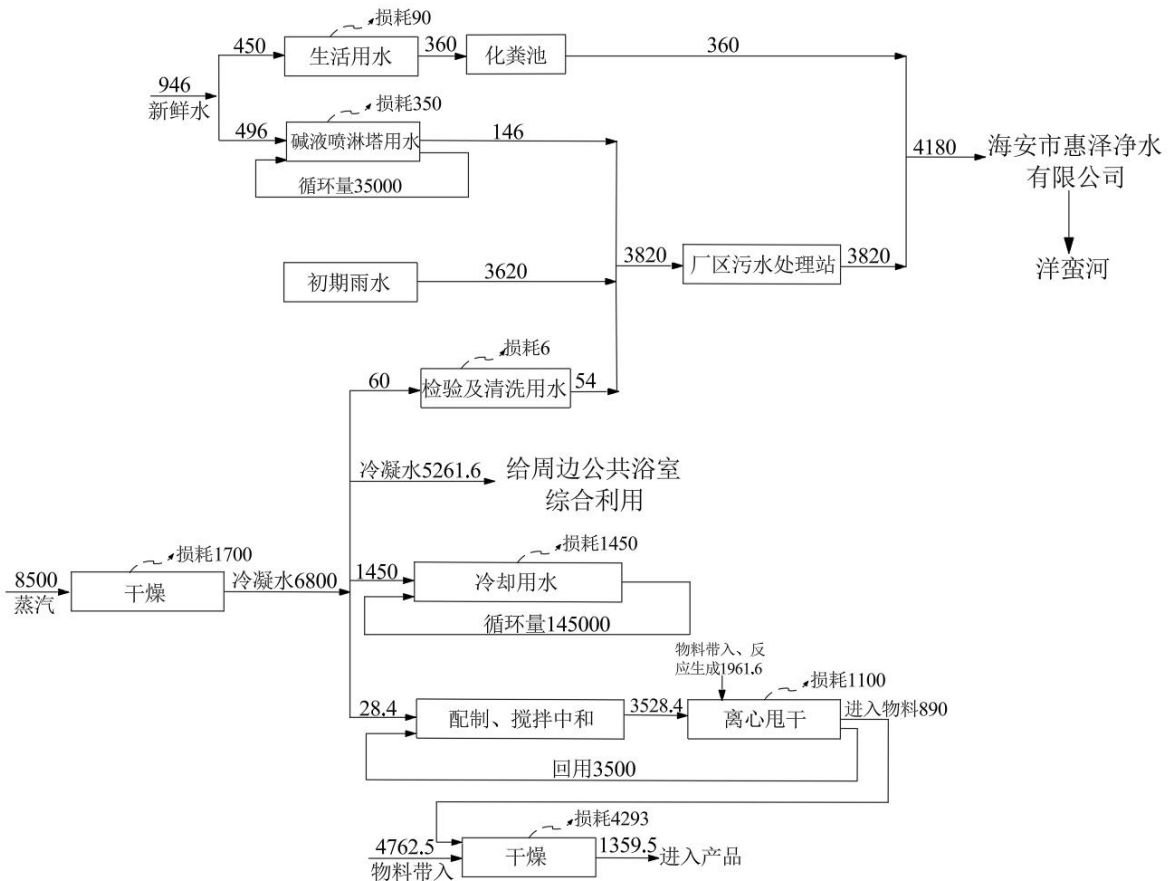 损耗90
450
生活用水
360
化粪池
360
946
新鲜水
损耗350
496
碱液喷淋塔用水
146
循环量35000
4180
海安市惠泽净水
有限公司
洋蛮河
初期雨水
3620
3820
厂区污水处理站
3820
损耗6
60
检验及清洗用水
54
冷凝水5261.6
给周边公共浴室
综合利用
损耗1700
8500
蒸汽
干燥
冷凝水6800
损耗1450
1450
冷却用水
循环量145000
物料带入、反
应生成1961.6
损耗1100
28.4
配制、搅拌中和
3528.4
离心甩干
进入物料890
回用3500
损耗4293
4762.5
物料带入
干燥
1359.5
进入产品